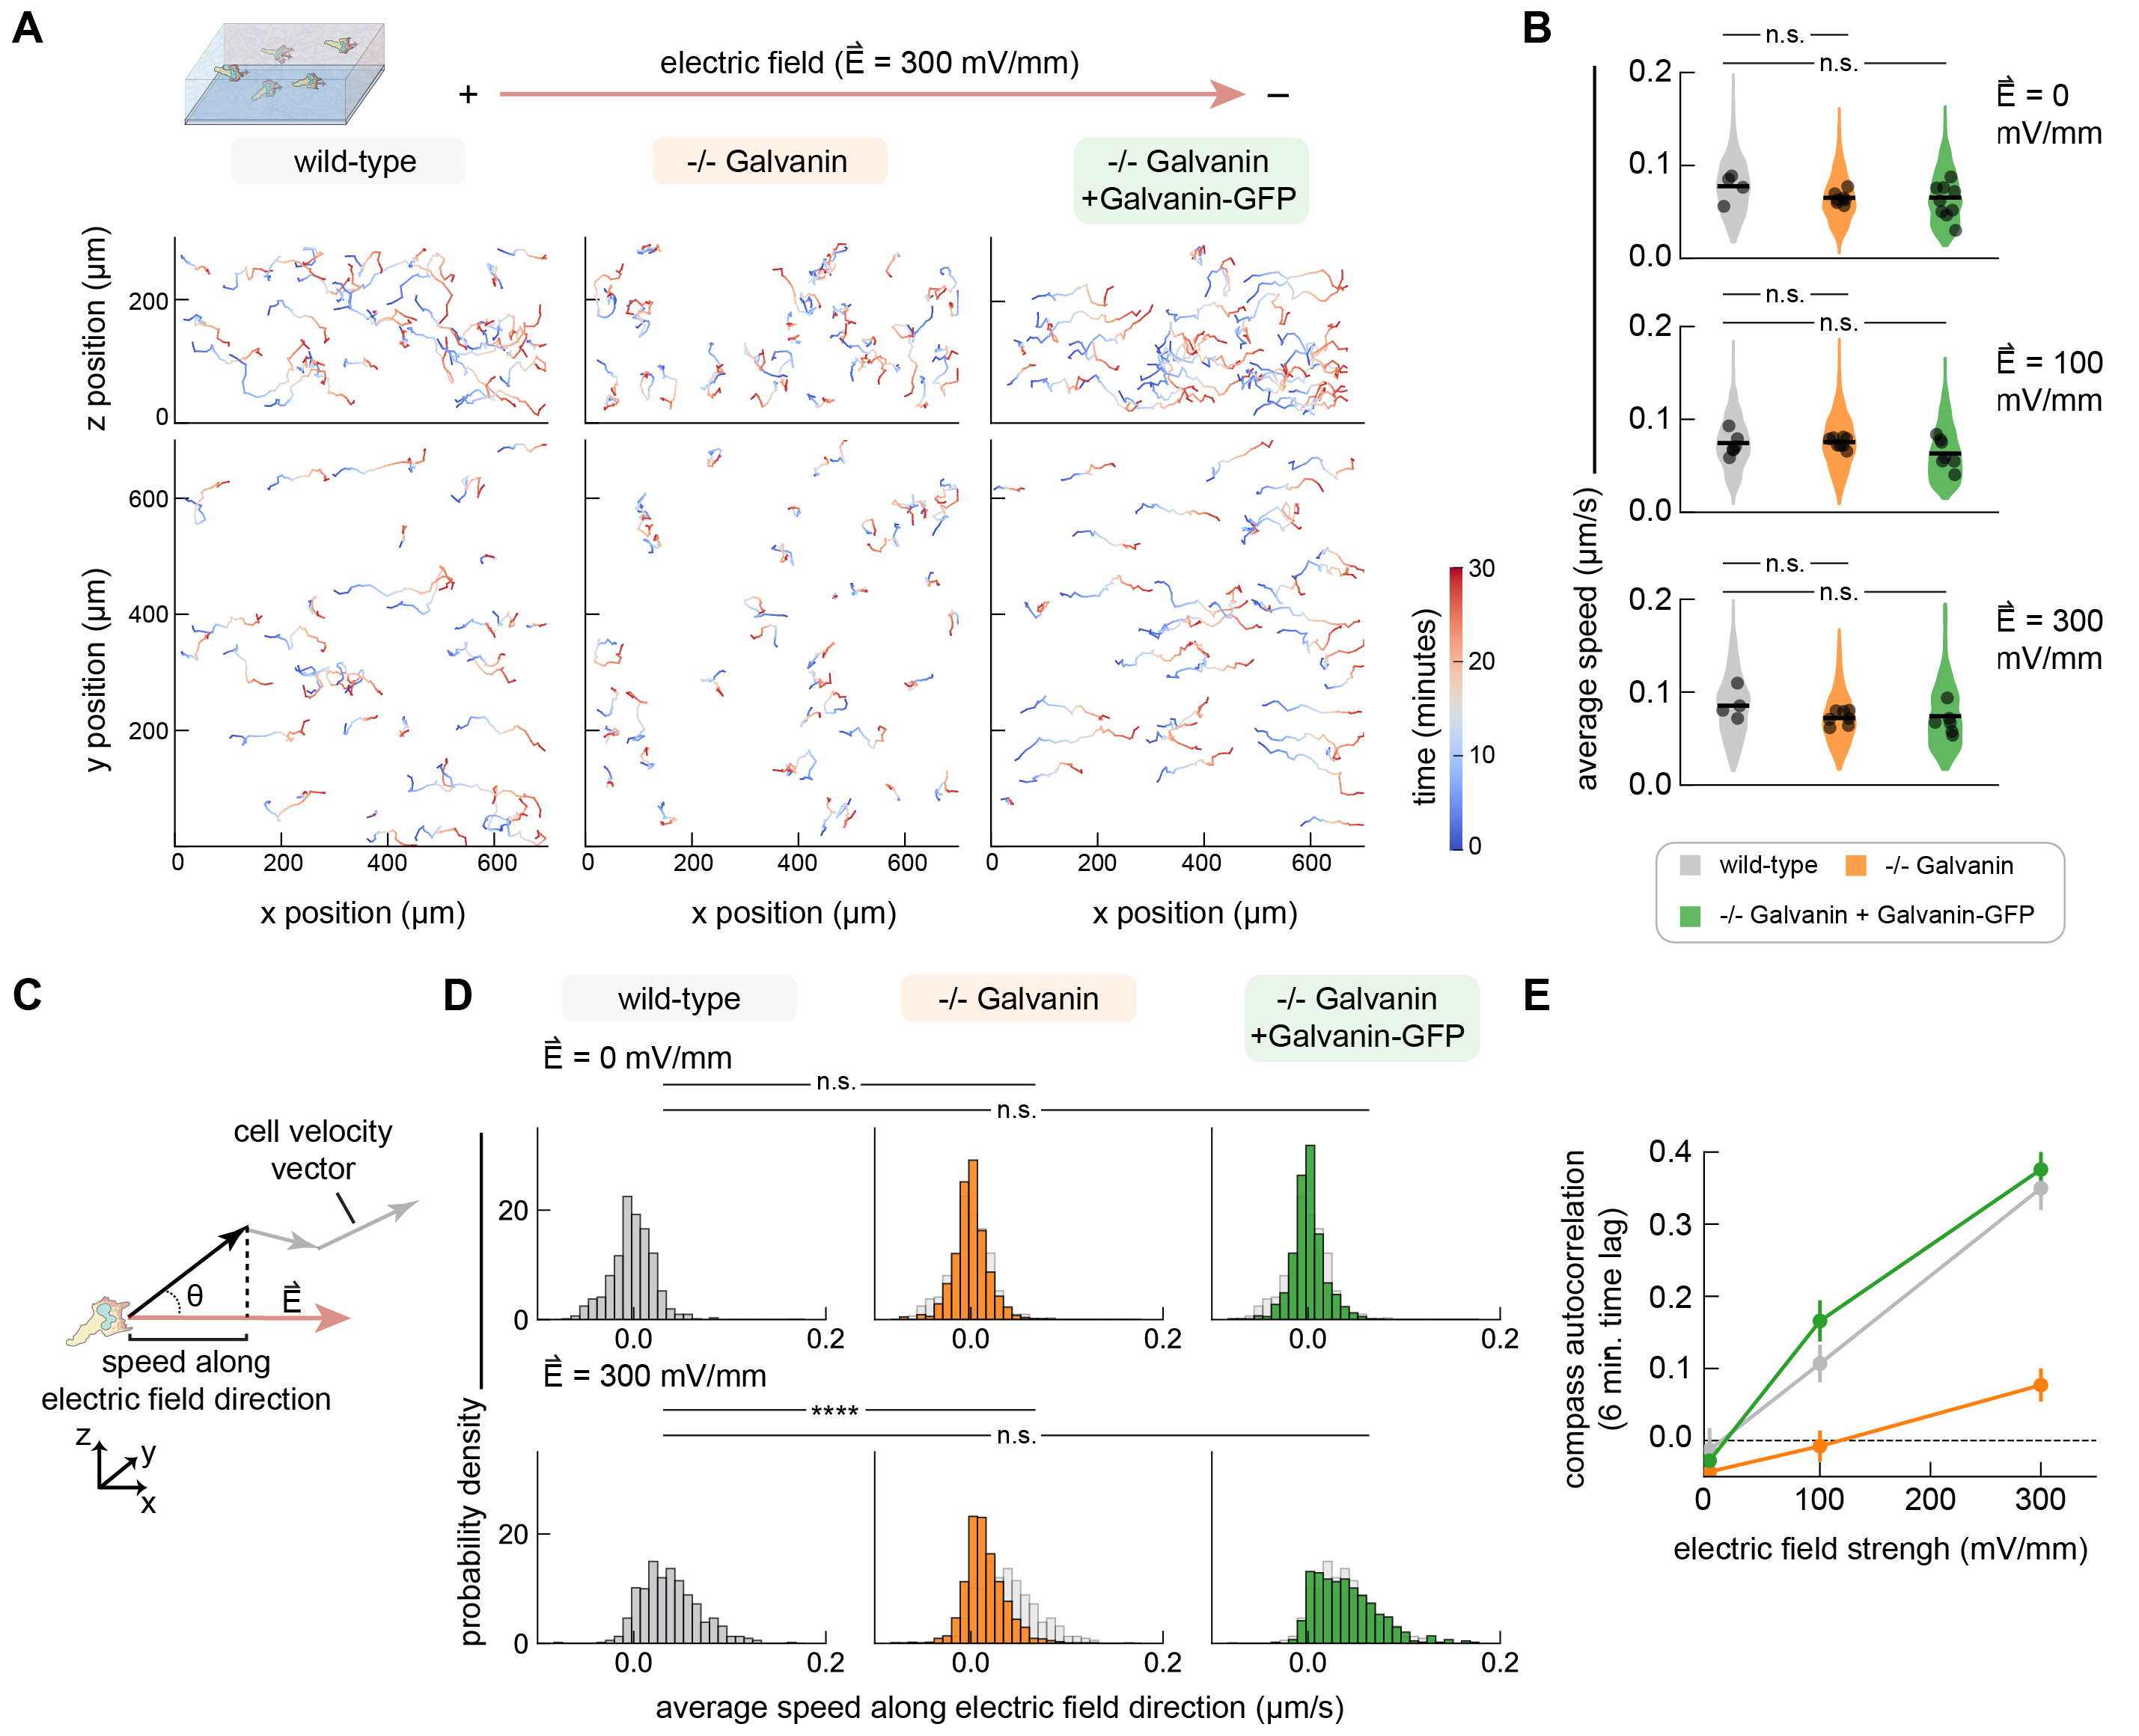 A
electric field (E⃗ = 300 mV/mm)
+
–
wild-type
-/- Galvanin
-/- Galvanin
+Galvanin-GFP
z position (µm)
200
0
y position (µm)
600
400
200
0
200
400
600
0
200
400
600
0
200
400
600
x position (µm)
x position (µm)
x position (µm)
time (minutes)
30
20
10
0
B
average speed (µm/s)
n.s.
n.s.
0.2
0.1
0.0
E⃗ = 0
mV/mm
n.s.
n.s.
0.2
0.1
0.0
E⃗ = 100
mV/mm
n.s.
n.s.
0.2
0.1
0.0
E⃗ = 300
mV/mm
wild-type
-/- Galvanin
-/- Galvanin + Galvanin-GFP
C
cell velocity
vector
θ
E⃗
speed along
electric field direction
z
y
x
D
wild-type
-/- Galvanin
-/- Galvanin
+Galvanin-GFP
E⃗ = 0 mV/mm
n.s.
n.s.
20
0
0.0
0.2
0.0
0.2
0.0
0.2
E⃗ = 300 mV/mm
****
n.s.
probability density
20
0
0.0
0.2
0.0
0.2
0.0
0.2
average speed along electric field direction (µm/s)
E
compass autocorrelation
(6 min. time lag)
0.4
0.3
0.2
0.1
0.0
0
100
200
300
electric field strengh (mV/mm)